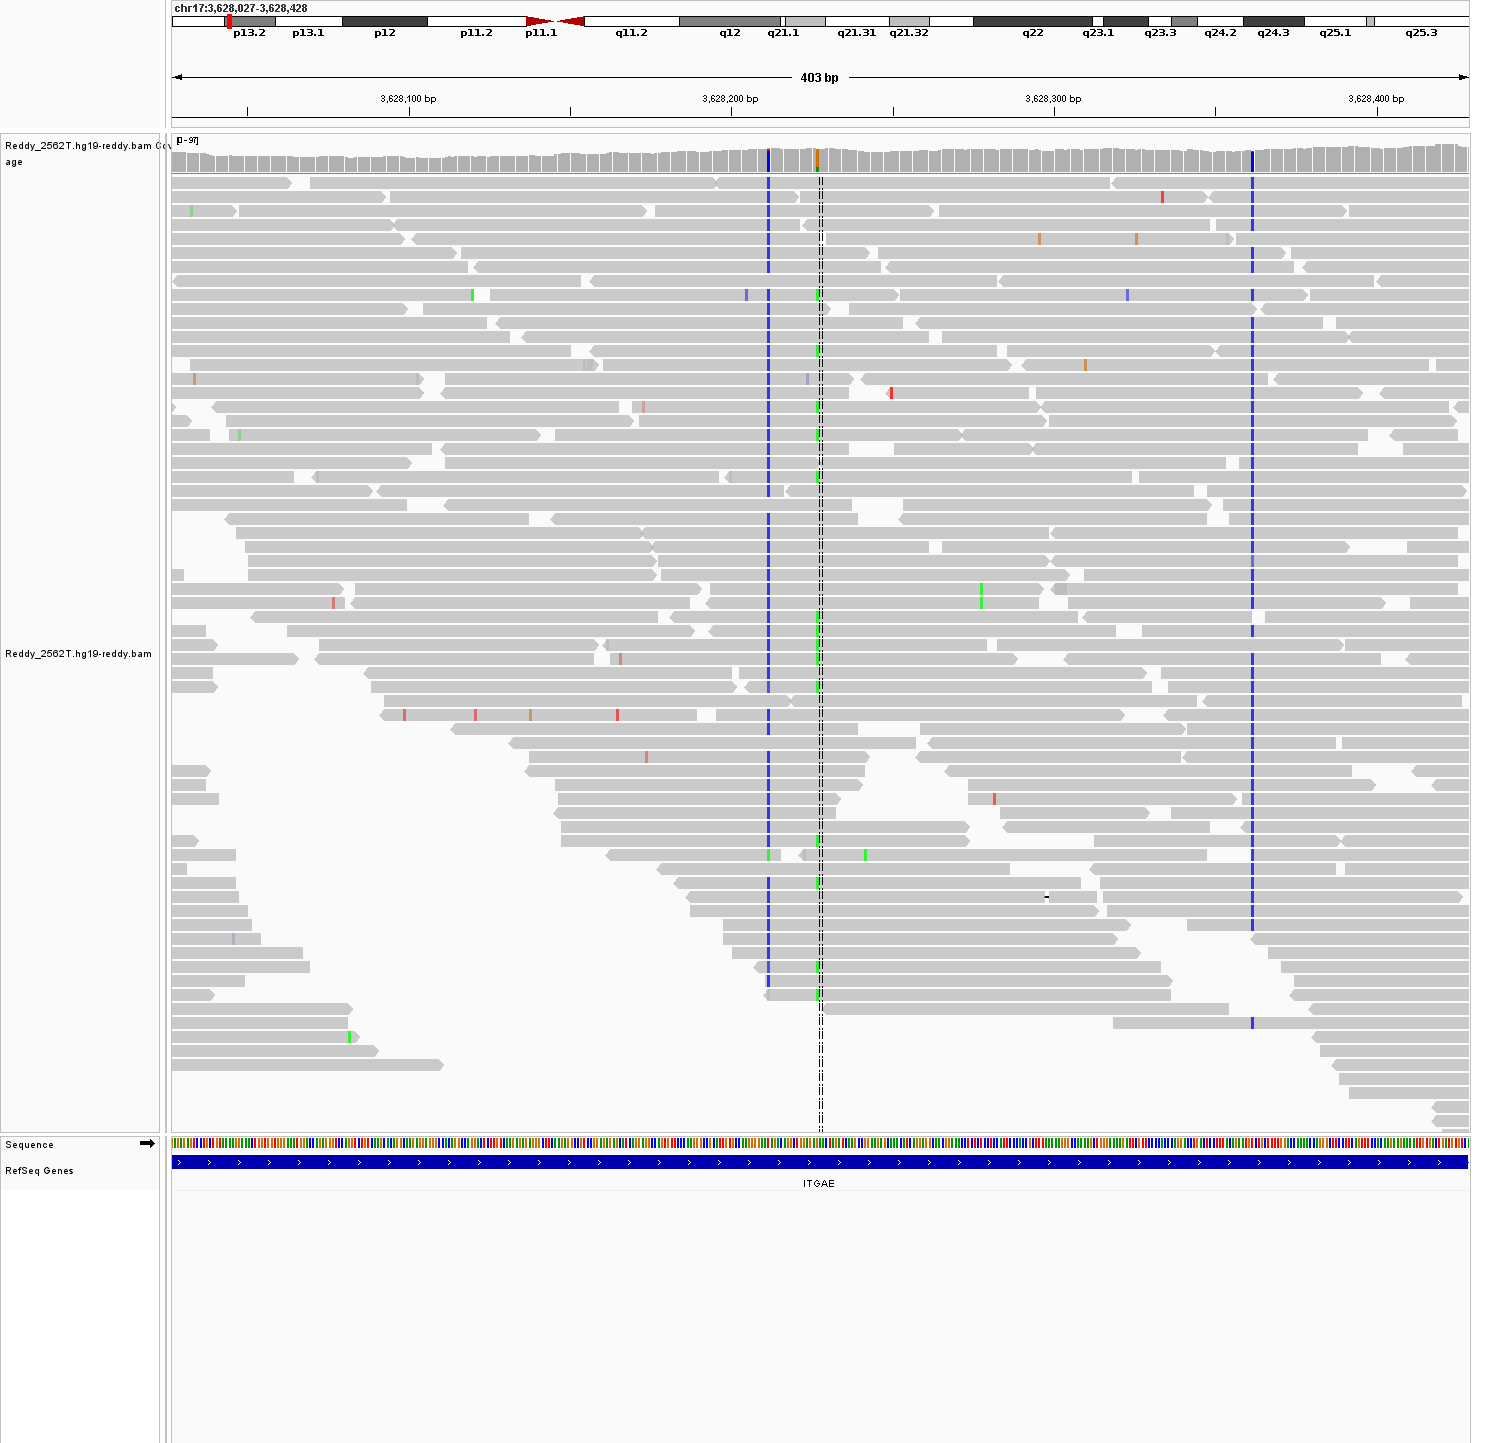 chr17:3,628,027-3,628,428
p13.2 p13.1 p12 p11.2 p11.1 q11.2 q12 q21.1 q21.31 q21.32 q22 q23.1 q23.3 q24.2 q24.3 q25.1 q25.3
403 bp
3,628,100 bp 3,628,200 bp 3,628,300 bp 3,628,400 bp
[0 - 97]
Reddy_2562T.hg19-reddy.bam Cov
age
Reddy_2562T.hg19-reddy.bam
Sequence
RefSeq Genes
ITGAE